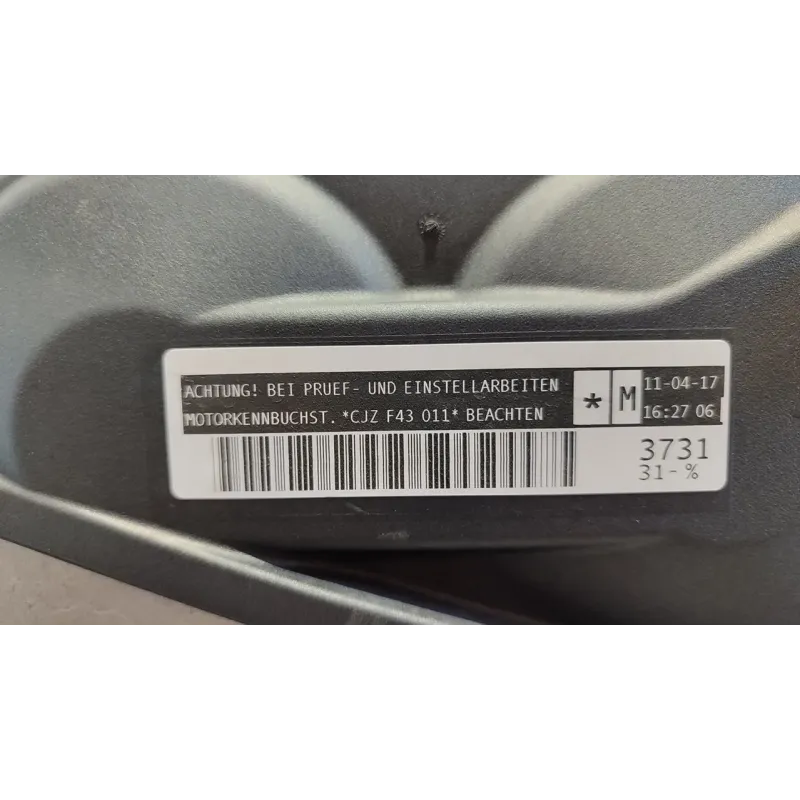 ACHTUNG! BEI PRUEF- UND EINSTELLARBEITEN
MOTORKENNBUCHST. *CJZ F43 011* BEACHTEN
* M
11-04-17
16:27 06
3731
31-%